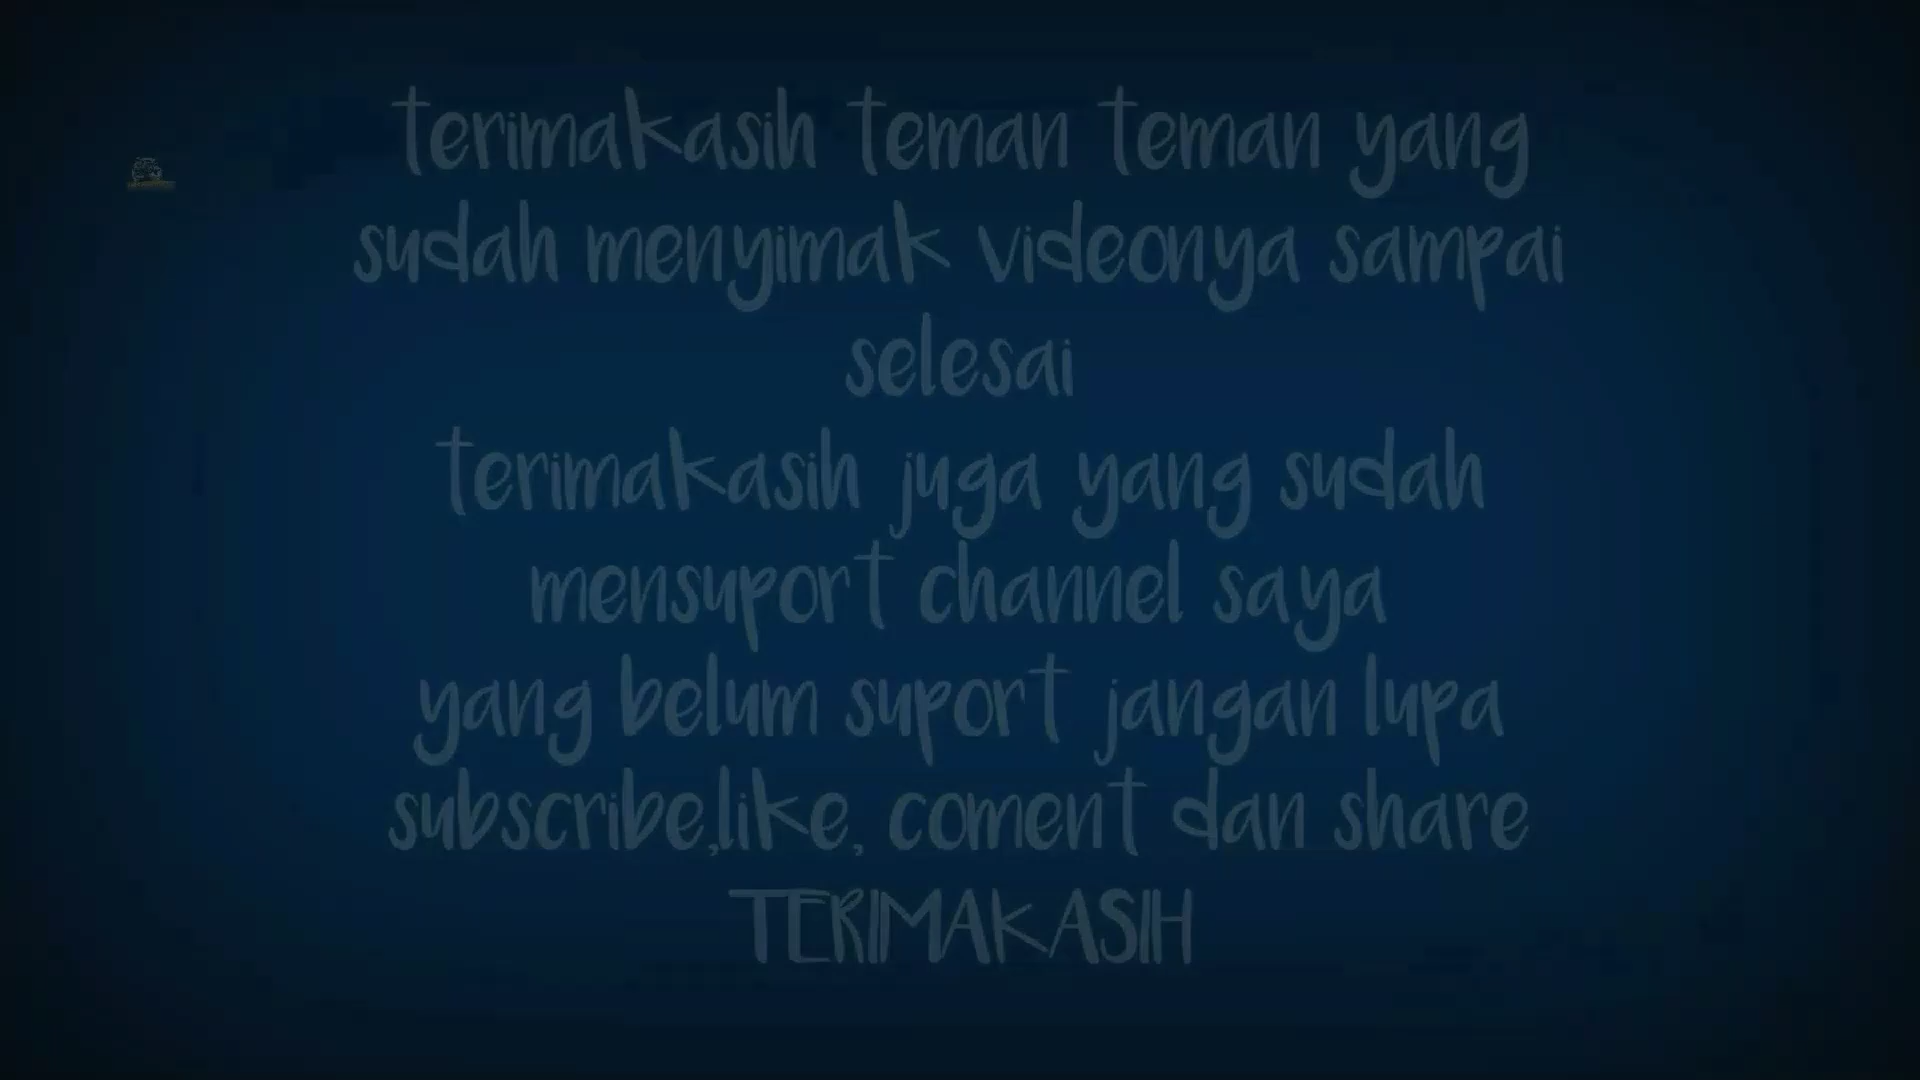 terimakasih teman teman yang
sudah menyimak videonya sampai
selesai
terimakasih juga yang sudah
mensuport channel saya
yang belum suport jangan lupa
subscribe,like, coment dan share
TERIMAKASIH